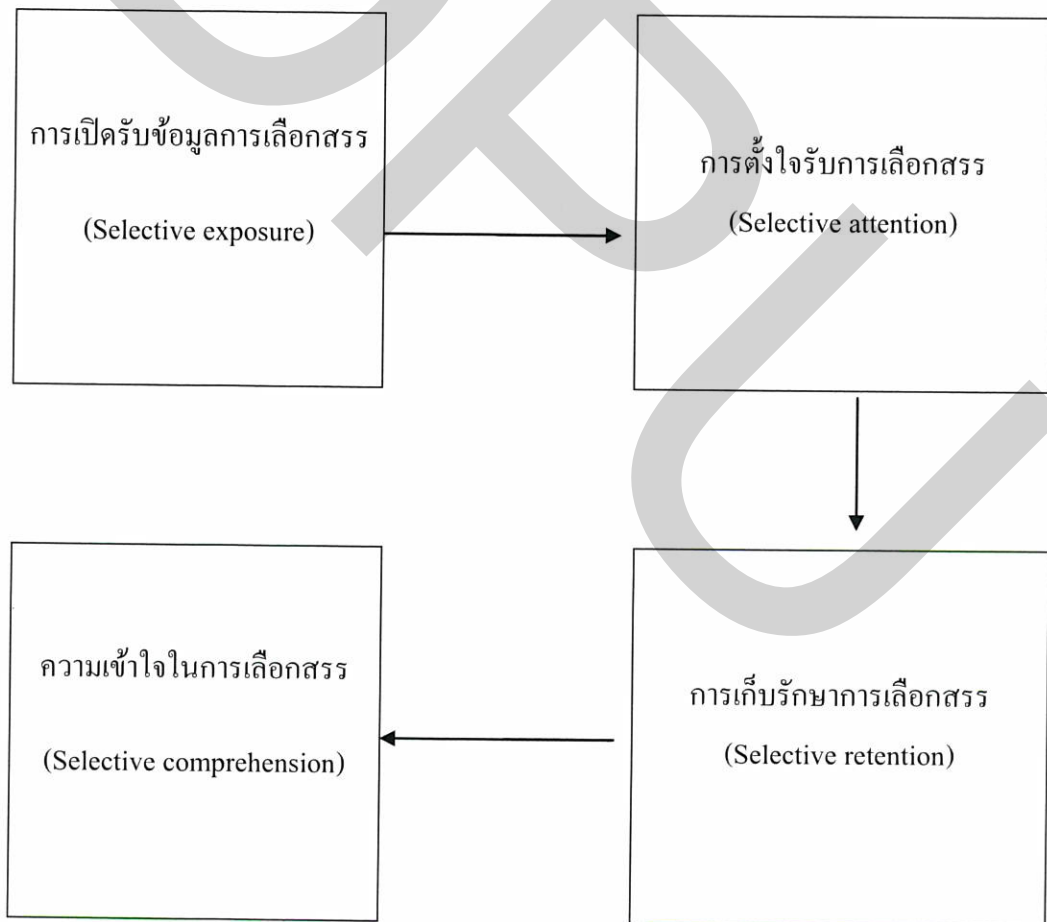 การเปิดรับข้อมูลการเลือกสรร
(Selective exposure)
การตั้งใจรับการเลือกสรร
(Selective attention)
ความเข้าใจในการเลือกสรร
(Selective comprehension)
การเก็บรักษาการเลือกสรร
(Selective retention)